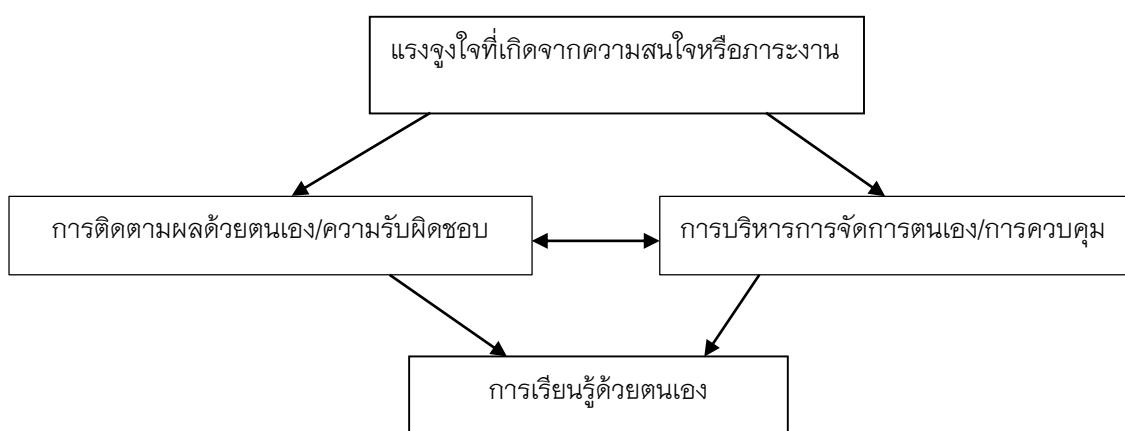 แรงจูงใจที่เกิดจากความสนใจหรือภาระงาน
การติดตามผลด้วยตนเอง/ความรับผิดชอบ
การบริหารการจัดการตนเอง/การควบคุม
การเรียนรู้ด้วยตนเอง